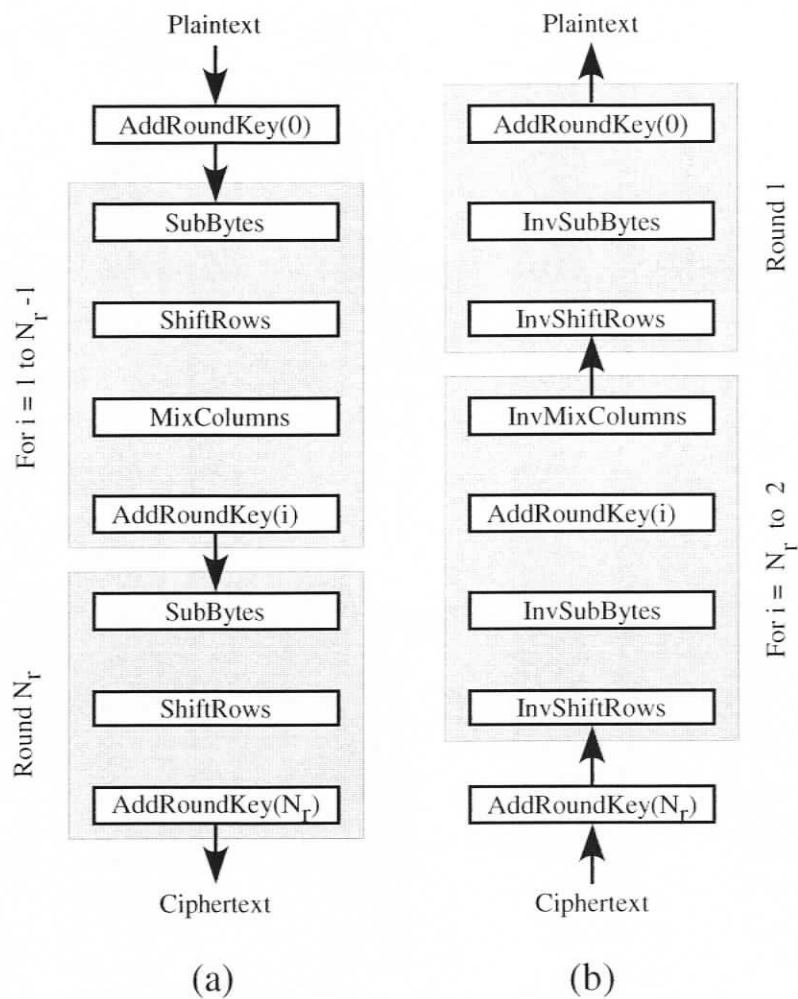 Plaintext
AddRoundKey(0)
SubBytes
ShiftRows
MixColumns
AddRoundKey(i)
For i = 1 to Nr -1
SubBytes
ShiftRows
AddRoundKey(Nr)
Round Nr
Ciphertext
(a)
Plaintext
AddRoundKey(0)
InvSubBytes
InvShiftRows
Round 1
InvMixColumns
AddRoundKey(i)
InvSubBytes
InvShiftRows
For i = Nr to 2
AddRoundKey(Nr)
Ciphertext
(b)